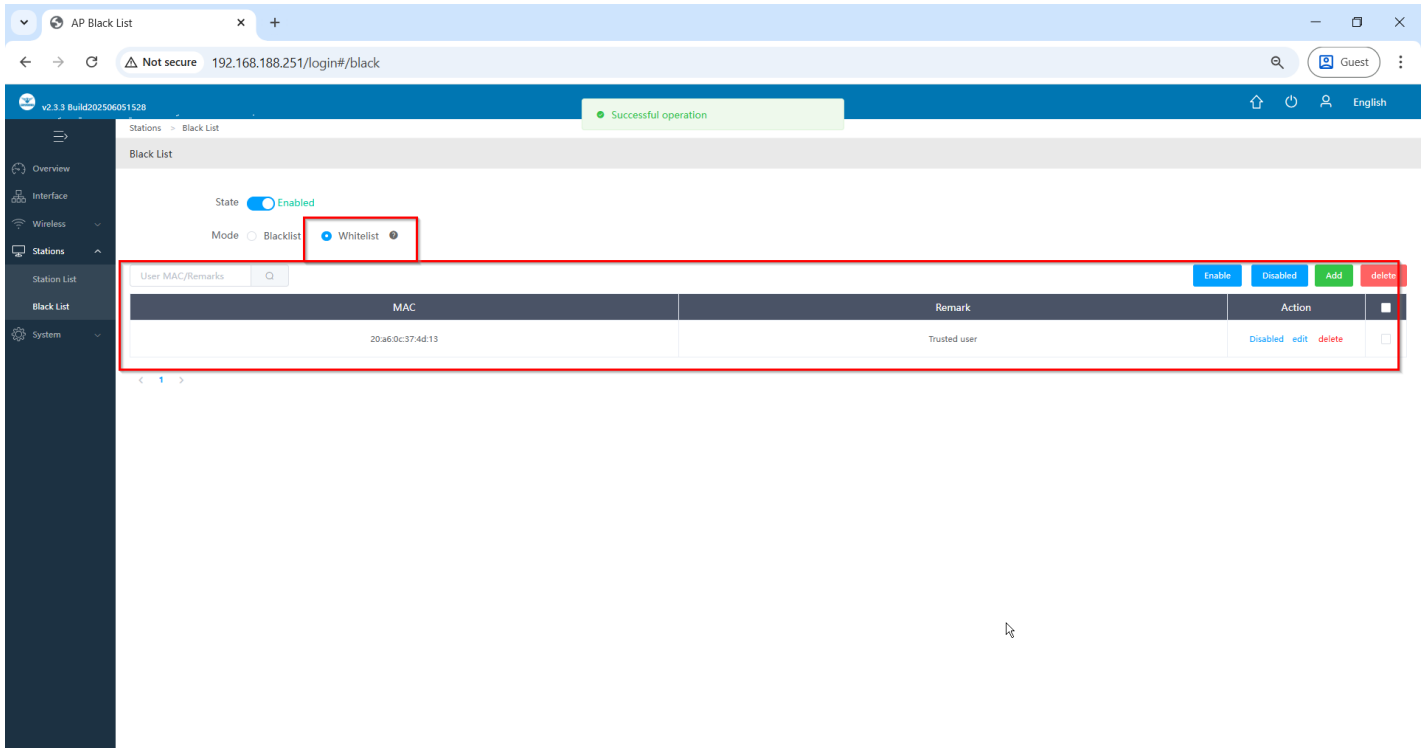 AP Black List
Not secure 192.168.188.251/login#/black
Guest
v2.3.3 Build202506051528
English
Successful operation
Stations > Black List
Black List
Overview
Interface
Wireless
Stations
Station List
Black List
System
State Enabled
Mode Blacklist Whitelist
User MAC/Remarks
Enable Disabled Add delete
MAC Remark Action
20:a6:0c:37:4d:13 Trusted user Disabled edit delete
< 1 >